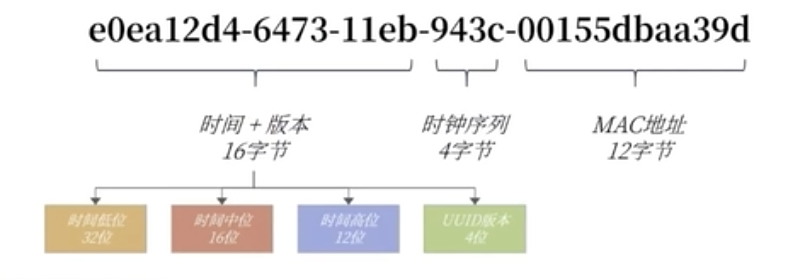 e0ea12d4-6473-11eb-943c-00155dbaa39d
时间 + 版本
16字节
时钟序列
4字节
MAC地址
12字节
时间低位
32位
时间中位
16位
时间高位
12位
UUID版本
4位